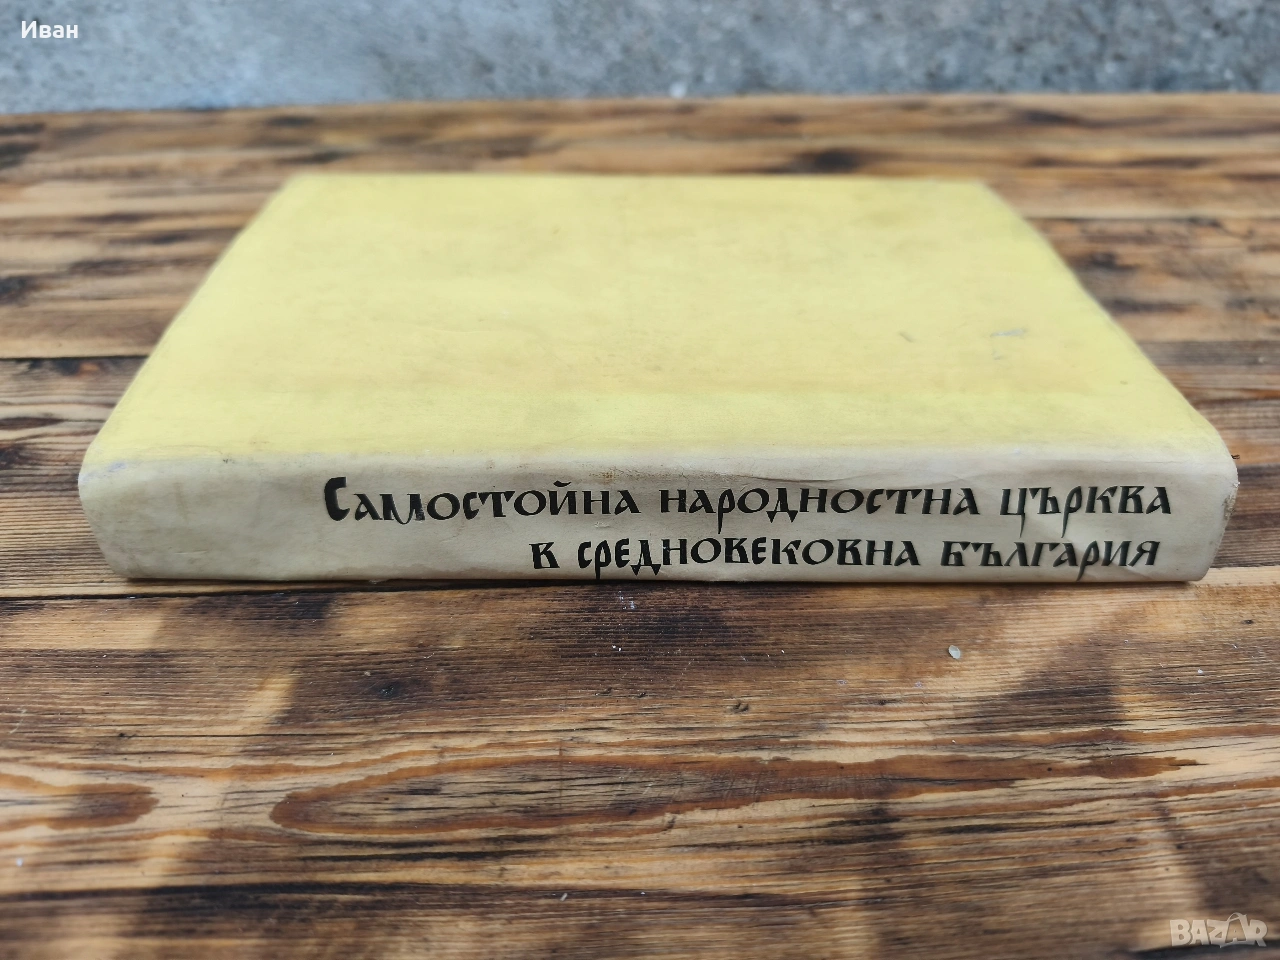 Иван
Самостойна народностна църква
в средновековна България
BAZAR